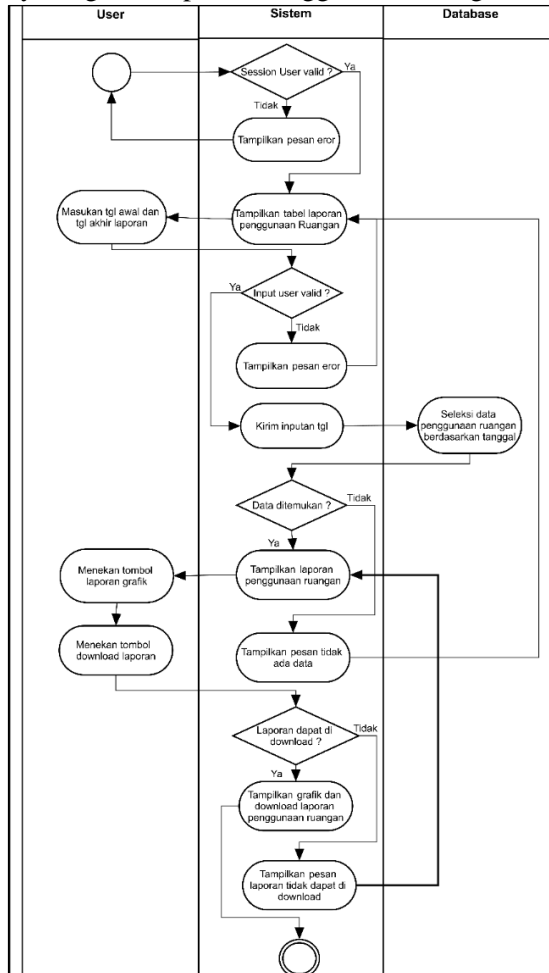 User
Sistem
Database
Session User valid ?
Ya
Tidak
Tampilkan pesan eror
Masukan tgl awal dan
tgl akhir laporan
Tampilkan tabel laporan
penggunaan Ruangan
Ya
Input user valid ?
Tidak
Tampilkan pesan eror
Kirim inputan tgl
Seleksi data
penggunaan ruangan
berdasarkan tanggal
Data ditemukan ?
Tidak
Ya
Menekan tombol
laporan grafik
Tampilkan laporan
penggunaan ruangan
Menekan tombol
download laporan
Tampilkan pesan tidak
ada data
Laporan dapat di
download ?
Tidak
Ya
Tampilkan grafik dan
download laporan
penggunaan ruangan
Tampilkan pesan
laporan tidak dapat di
download